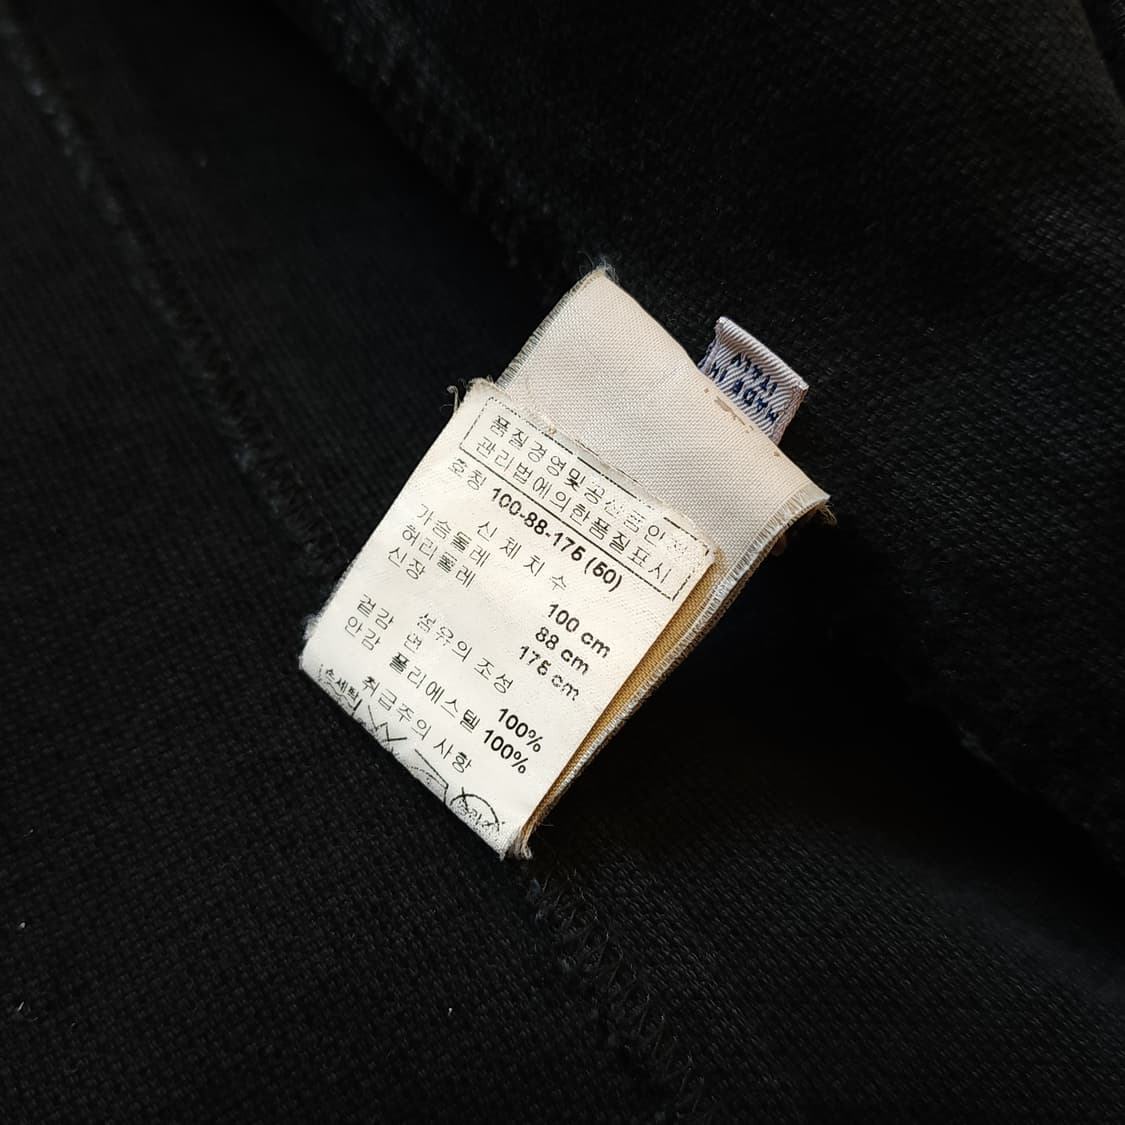 품질경영및공산품안전
관리법에의한품질표시
호칭 100-88-175 (50)
신체치수
가슴둘레 100 cm
허리둘레 88 cm
신장 175 cm
섬유의 조성
겉감 면 100%
안감 폴리에스텔 100%
취급주의 사항
손세탁
MADE IN
ITALY